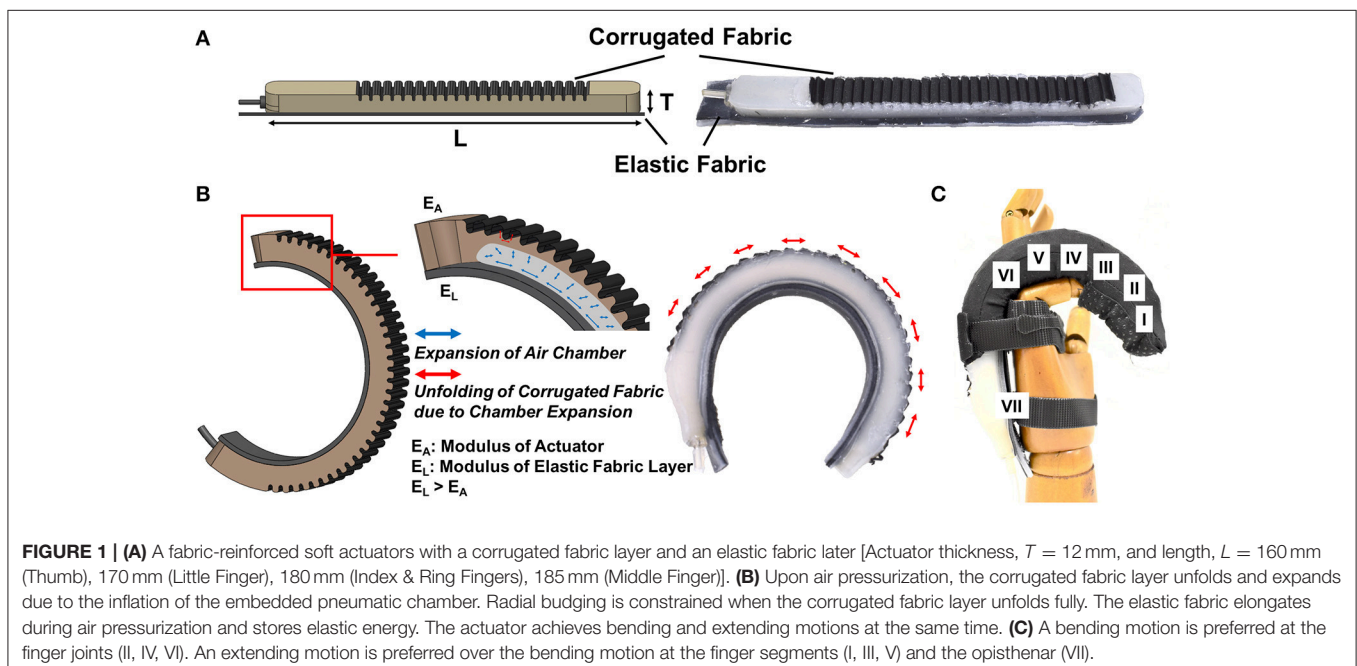 A
Corrugated Fabric
T
L
Elastic Fabric
B
E_A
E_L
Expansion of Air Chamber
Unfolding of Corrugated Fabric
due to Chamber Expansion
E_A: Modulus of Actuator
E_L: Modulus of Elastic Fabric Layer
E_L > E_A
C
VI
V
IV
III
II
I
VII
FIGURE 1 | (A) A fabric-reinforced soft actuators with a corrugated fabric layer and an elastic fabric later [Actuator thickness, T = 12 mm, and length, L = 160 mm
(Thumb), 170 mm (Little Finger), 180 mm (Index & Ring Fingers), 185 mm (Middle Finger)]. (B) Upon air pressurization, the corrugated fabric layer unfolds and expands
due to the inflation of the embedded pneumatic chamber. Radial budging is constrained when the corrugated fabric layer unfolds fully. The elastic fabric elongates
during air pressurization and stores elastic energy. The actuator achieves bending and extending motions at the same time. (C) A bending motion is preferred at the
finger joints (II, IV, VI). An extending motion is preferred over the bending motion at the finger segments (I, III, V) and the opisthenar (VII).